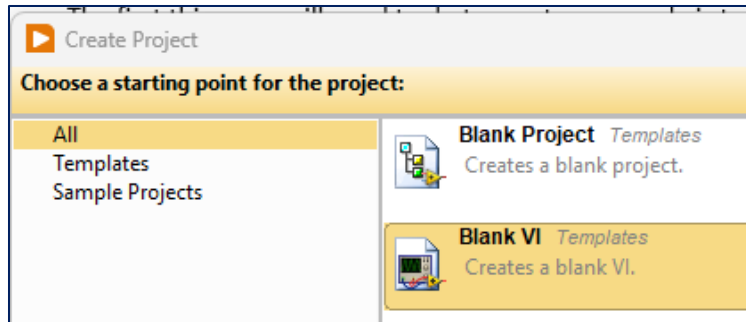 Create Project
Choose a starting point for the project:
All
Templates
Sample Projects
Blank Project Templates
Creates a blank project.
Blank VI Templates
Creates a blank VI.